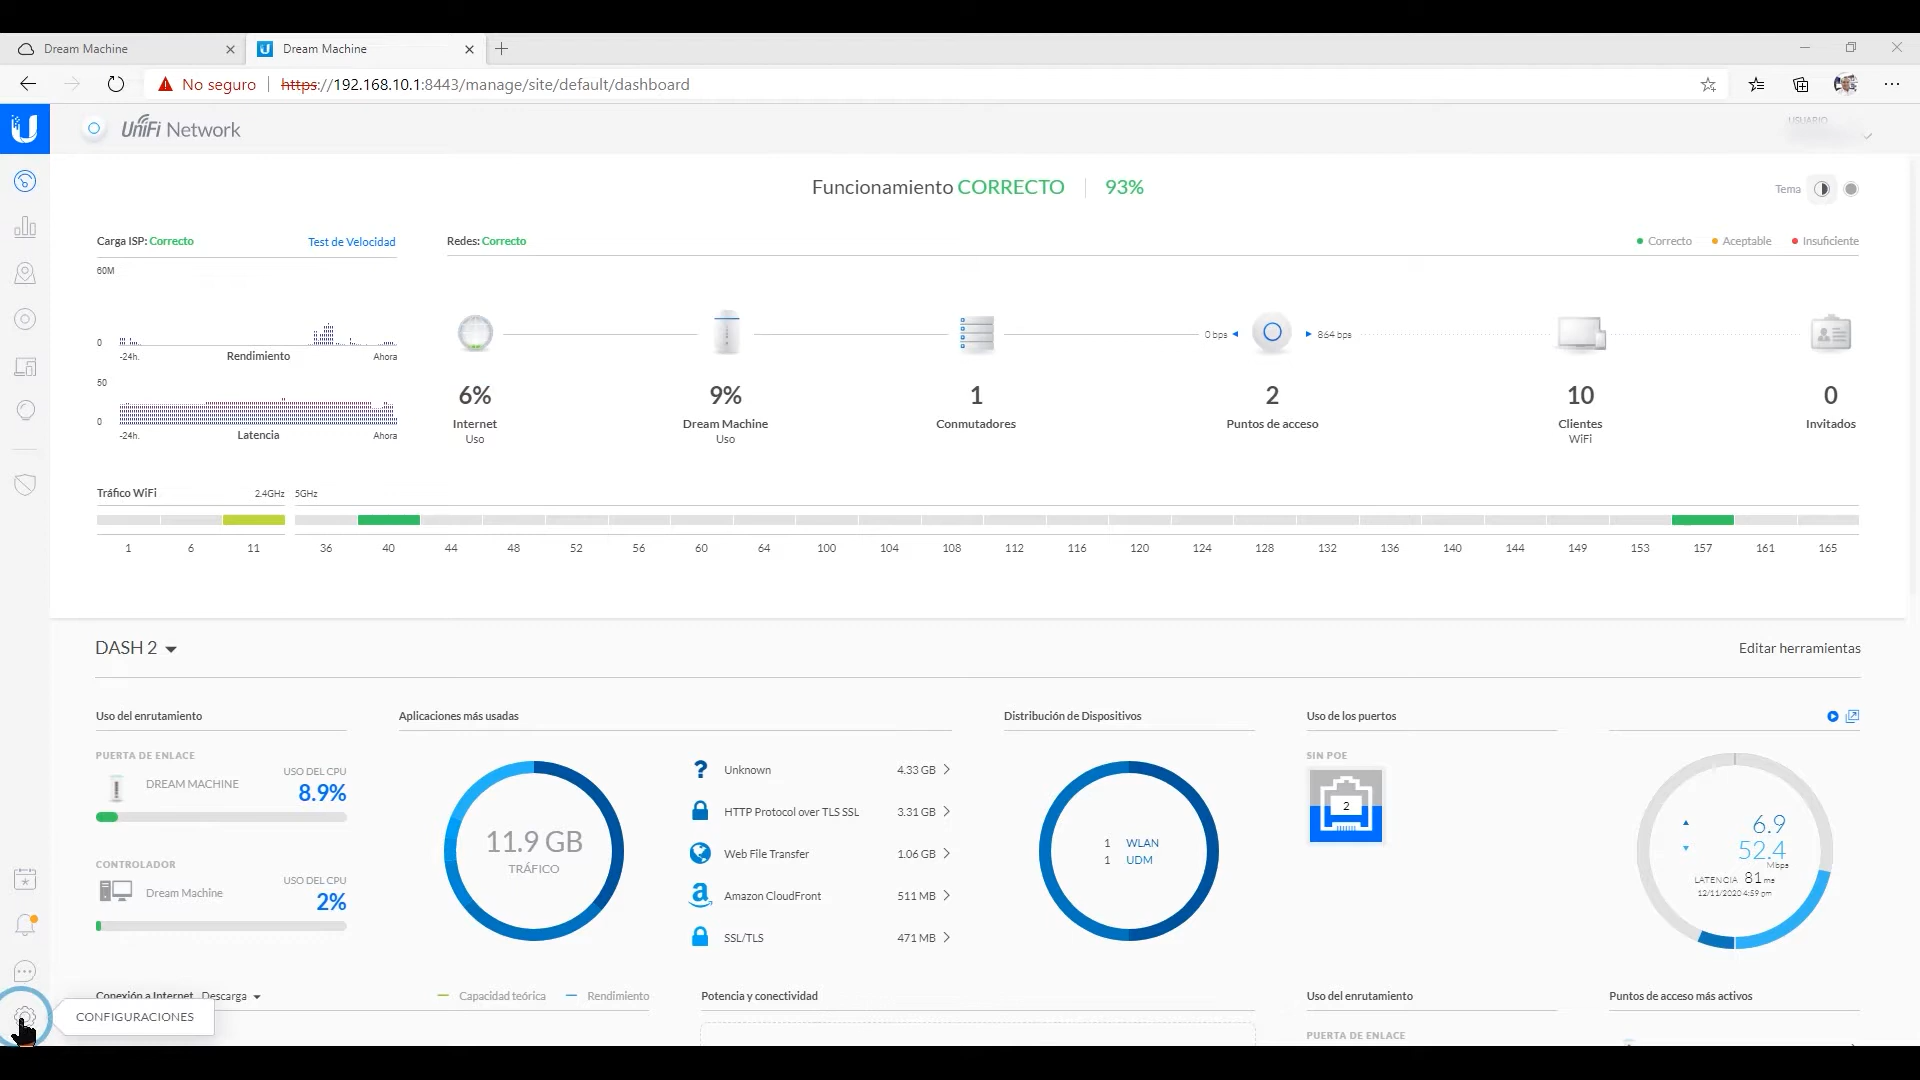 Dream Machine
Dream Machine
No seguro
https://192.168.10.1:8443/manage/site/default/dashboard
UniFi Network
USUARIO
Funcionamiento CORRECTO 93%
Tema
Carga ISP: Correcto
Test de Velocidad
Redes: Correcto
Correcto
Aceptable
Insuficiente
60M
0
-24h.
Rendimiento
Ahora
50
0
-24h.
Latencia
Ahora
0 bps
864 bps
6%
Internet
Uso
9%
Dream Machine
Uso
1
Conmutadores
2
Puntos de acceso
10
Clientes
WiFi
0
Invitados
Tráfico WiFi
2.4GHz
5GHz
1 6 11 36 40 44 48 52 56 60 64 100 104 108 112 116 120 124 128 132 136 140 144 149 153 157 161 165
DASH 2
Editar herramientas
Uso del enrutamiento
PUERTA DE ENLACE
DREAM MACHINE
USO DEL CPU
8.9%
CONTROLADOR
Dream Machine
USO DEL CPU
2%
Aplicaciones más usadas
11.9 GB
TRÁFICO
Unknown 4.33 GB
HTTP Protocol over TLS SSL 3.31 GB
Web File Transfer 1.06 GB
Amazon CloudFront 511 MB
SSL/TLS 471 MB
Distribución de Dispositivos
1 WLAN
1 UDM
Uso de los puertos
SIN POE
2
6.9
52.4
Mbps
LATENCIA 81 ms
12/11/2020 4:59 pm
Conexión a Internet Descarga
Capacidad teórica
Rendimiento
Potencia y conectividad
Uso del enrutamiento
PUERTA DE ENLACE
Puntos de acceso más activos
CONFIGURACIONES